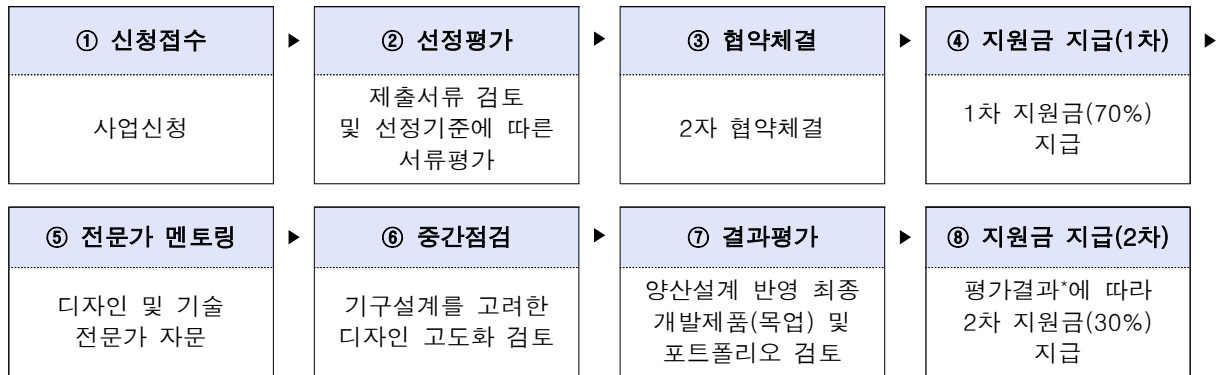 ① 신청접수 ▶ ② 선정평가 ▶ ③ 협약체결 ▶ ④ 지원금 지급(1차) ▶
사업신청
제출서류 검토
및 선정기준에 따른
서류평가
2자 협약체결
1차 지원금(70%)
지급
⑤ 전문가 멘토링 ▶ ⑥ 중간점검 ▶ ⑦ 결과평가 ▶ ⑧ 지원금 지급(2차)
디자인 및 기술
전문가 자문
기구설계를 고려한
디자인 고도화 검토
양산설계 반영 최종
개발제품(목업) 및
포트폴리오 검토
평가결과*에 따라
2차 지원금(30%)
지급